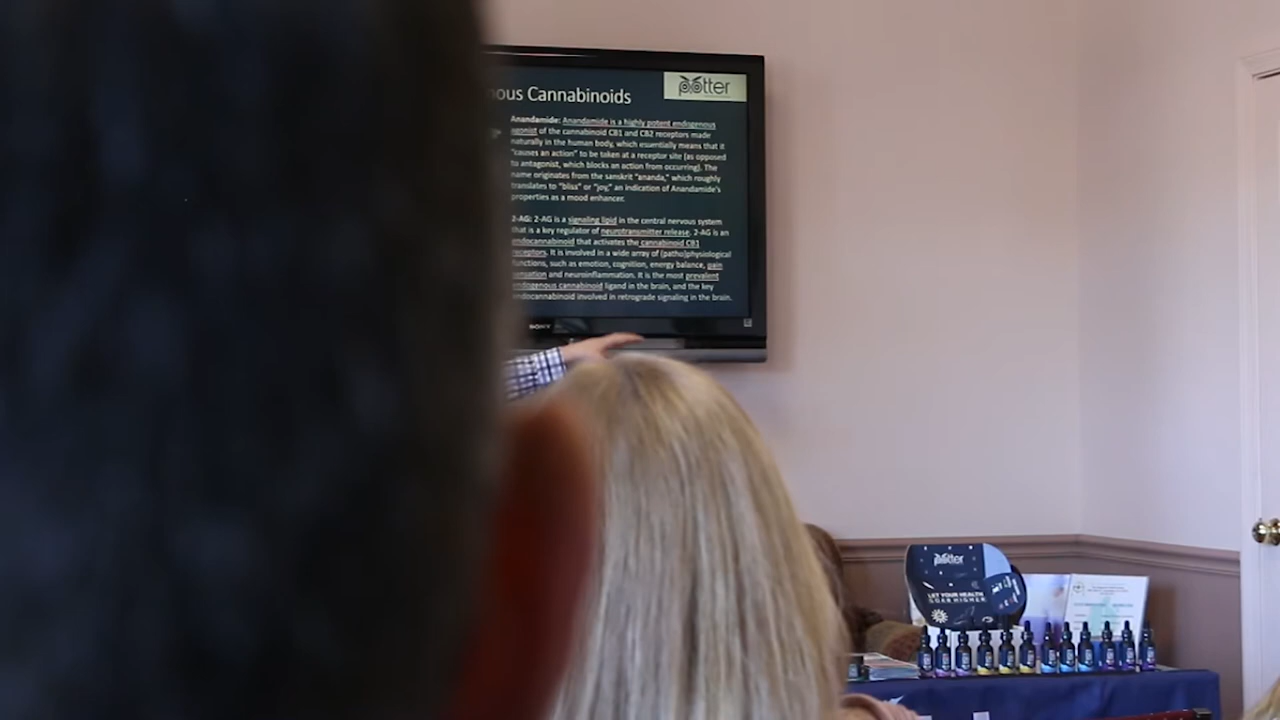 nous Cannabinoids
pótter
Anandamide: Anandamide is a highly potent endogenous
agonist of the cannabinoid CB1 and CB2 receptors made
naturally in the human body, which essentially means that it
"causes an action" to be taken at a receptor site (as opposed
to antagonist, which blocks an action from occurring). The
name originates from the sanskrit "ananda," which roughly
translates to "bliss" or "joy," an indication of Anandamide's
properties as a mood enhancer.
2-AG: 2-AG is a signaling lipid in the central nervous system
that is a key regulator of neurotransmitter release. 2-AG is an
endocannabinoid that activates the cannabinoid CB1
receptors. It is involved in a wide array of (patho)physiological
functions, such as emotion, cognition, energy balance, pain
sensation and neuroinflammation. It is the most prevalent
endogenous cannabinoid ligand in the brain, and the key
endocannabinoid involved in retrograde signaling in the brain.
SONY
potter
LET YOUR HEALTH
SOAR HIGHER